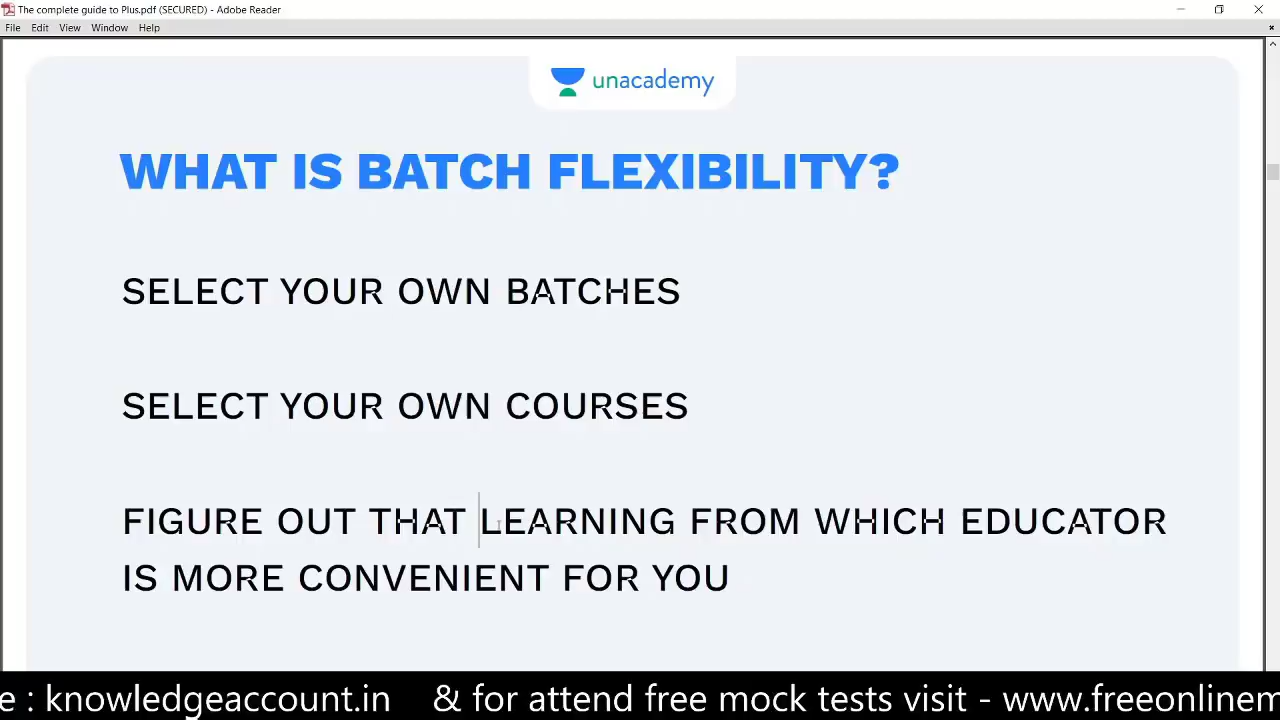 The complete guide to Plus.pdf (SECURED) - Adobe Reader
File Edit View Window Help
unacademy
WHAT IS BATCH FLEXIBILITY?
SELECT YOUR OWN BATCHES
SELECT YOUR OWN COURSES
FIGURE OUT THAT LEARNING FROM WHICH EDUCATOR
IS MORE CONVENIENT FOR YOU
e : knowledgeaccount.in & for attend free mock tests visit - www.freeonlinem